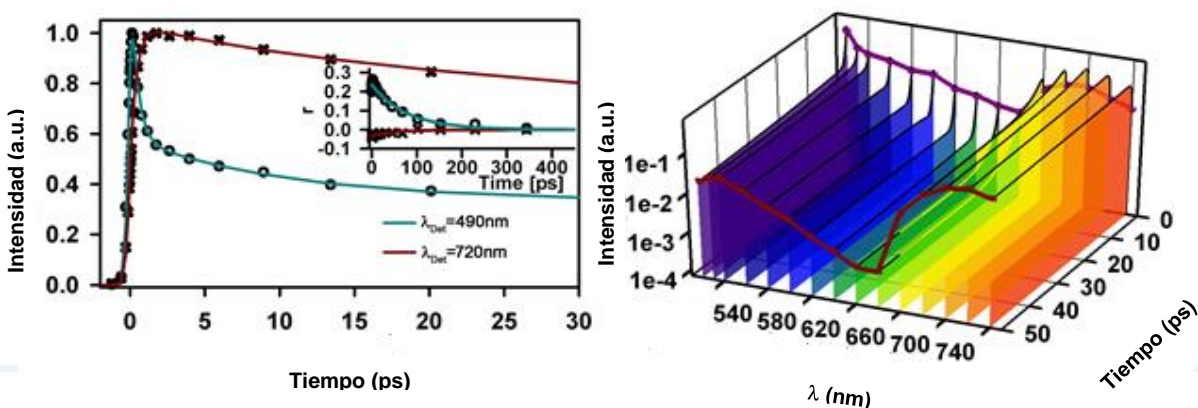 Intensidad (a.u.)
1.0
0.8
0.6
0.4
0.2
0.0
0
5
10
15
20
25
30
Tiempo (ps)
r
0.3
0.2
0.1
0.0
-0.1
0
100
200
300
400
Time [ps]
λDet=490nm
λDet=720nm
Intensidad (a.u.)
1e-1
1e-2
1e-3
1e-4
540
580
620
660
700
740
λ (nm)
0
10
20
30
40
50
Tiempo (ps)